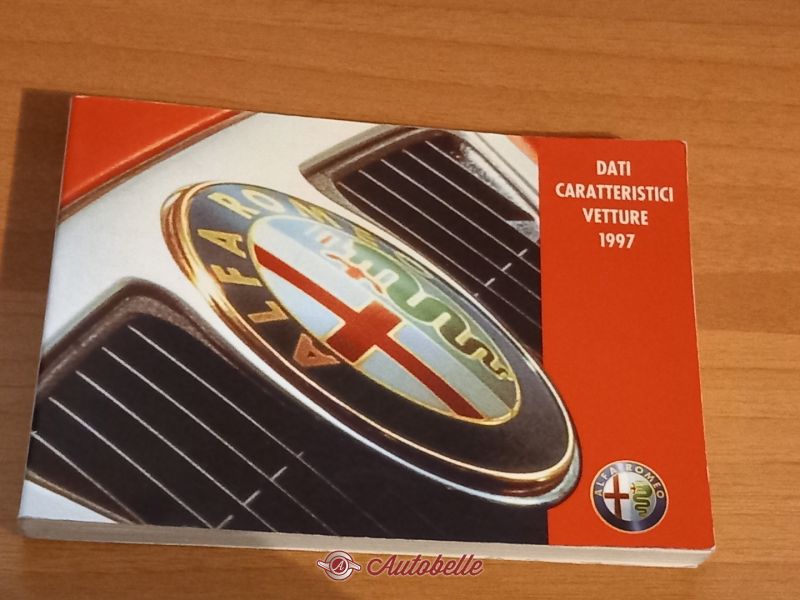 DATI
CARATTERISTICI
VETTURE
1997
ALFA ROMEO
ALFA ROMEO
Autobelle